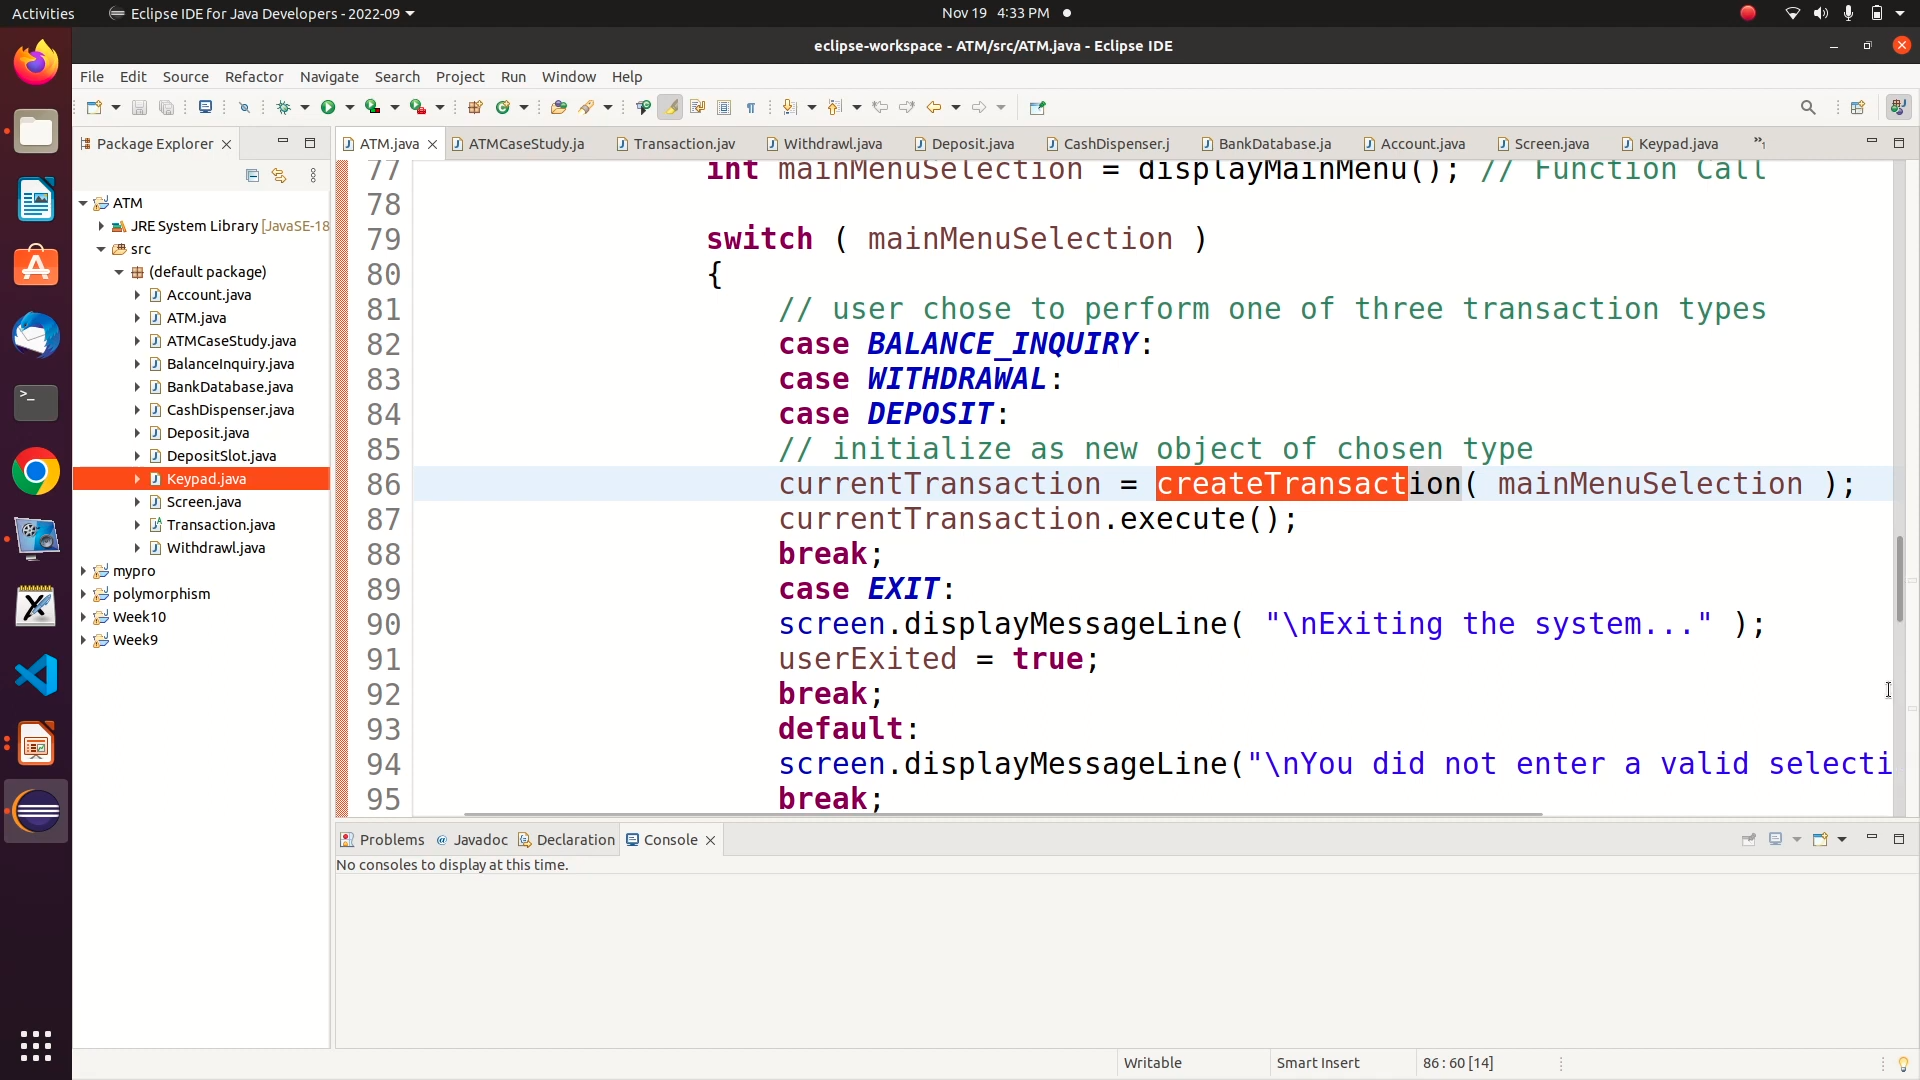 Activities Eclipse IDE for Java Developers - 2022-09 Nov 19 4:33 PM
eclipse-workspace - ATM/src/ATM.java - Eclipse IDE
File Edit Source Refactor Navigate Search Project Run Window Help
Package Explorer
ATM.java ATMCaseStudy.ja Transaction.jav Withdrawl.java Deposit.java CashDispenser.j BankDatabase.ja Account.java Screen.java Keypad.java »1
ATM
JRE System Library [JavaSE-18
src
(default package)
Account.java
ATM.java
ATMCaseStudy.java
BalanceInquiry.java
BankDatabase.java
CashDispenser.java
Deposit.java
DepositSlot.java
Keypad.java
Screen.java
Transaction.java
Withdrawl.java
mypro
polymorphism
Week10
Week9
77 int mainMenuSelection = displayMainMenu(); // Function Call
78
79 switch ( mainMenuSelection )
80 {
81 // user chose to perform one of three transaction types
82 case BALANCE_INQUIRY:
83 case WITHDRAWAL:
84 case DEPOSIT:
85 // initialize as new object of chosen type
86 currentTransaction = createTransaction( mainMenuSelection );
87 currentTransaction.execute();
88 break;
89 case EXIT:
90 screen.displayMessageLine( "\nExiting the system..." );
91 userExited = true;
92 break;
93 default:
94 screen.displayMessageLine("\nYou did not enter a valid selecti
95 break;
Problems Javadoc Declaration Console
No consoles to display at this time.
Writable Smart Insert 86 : 60 [14]